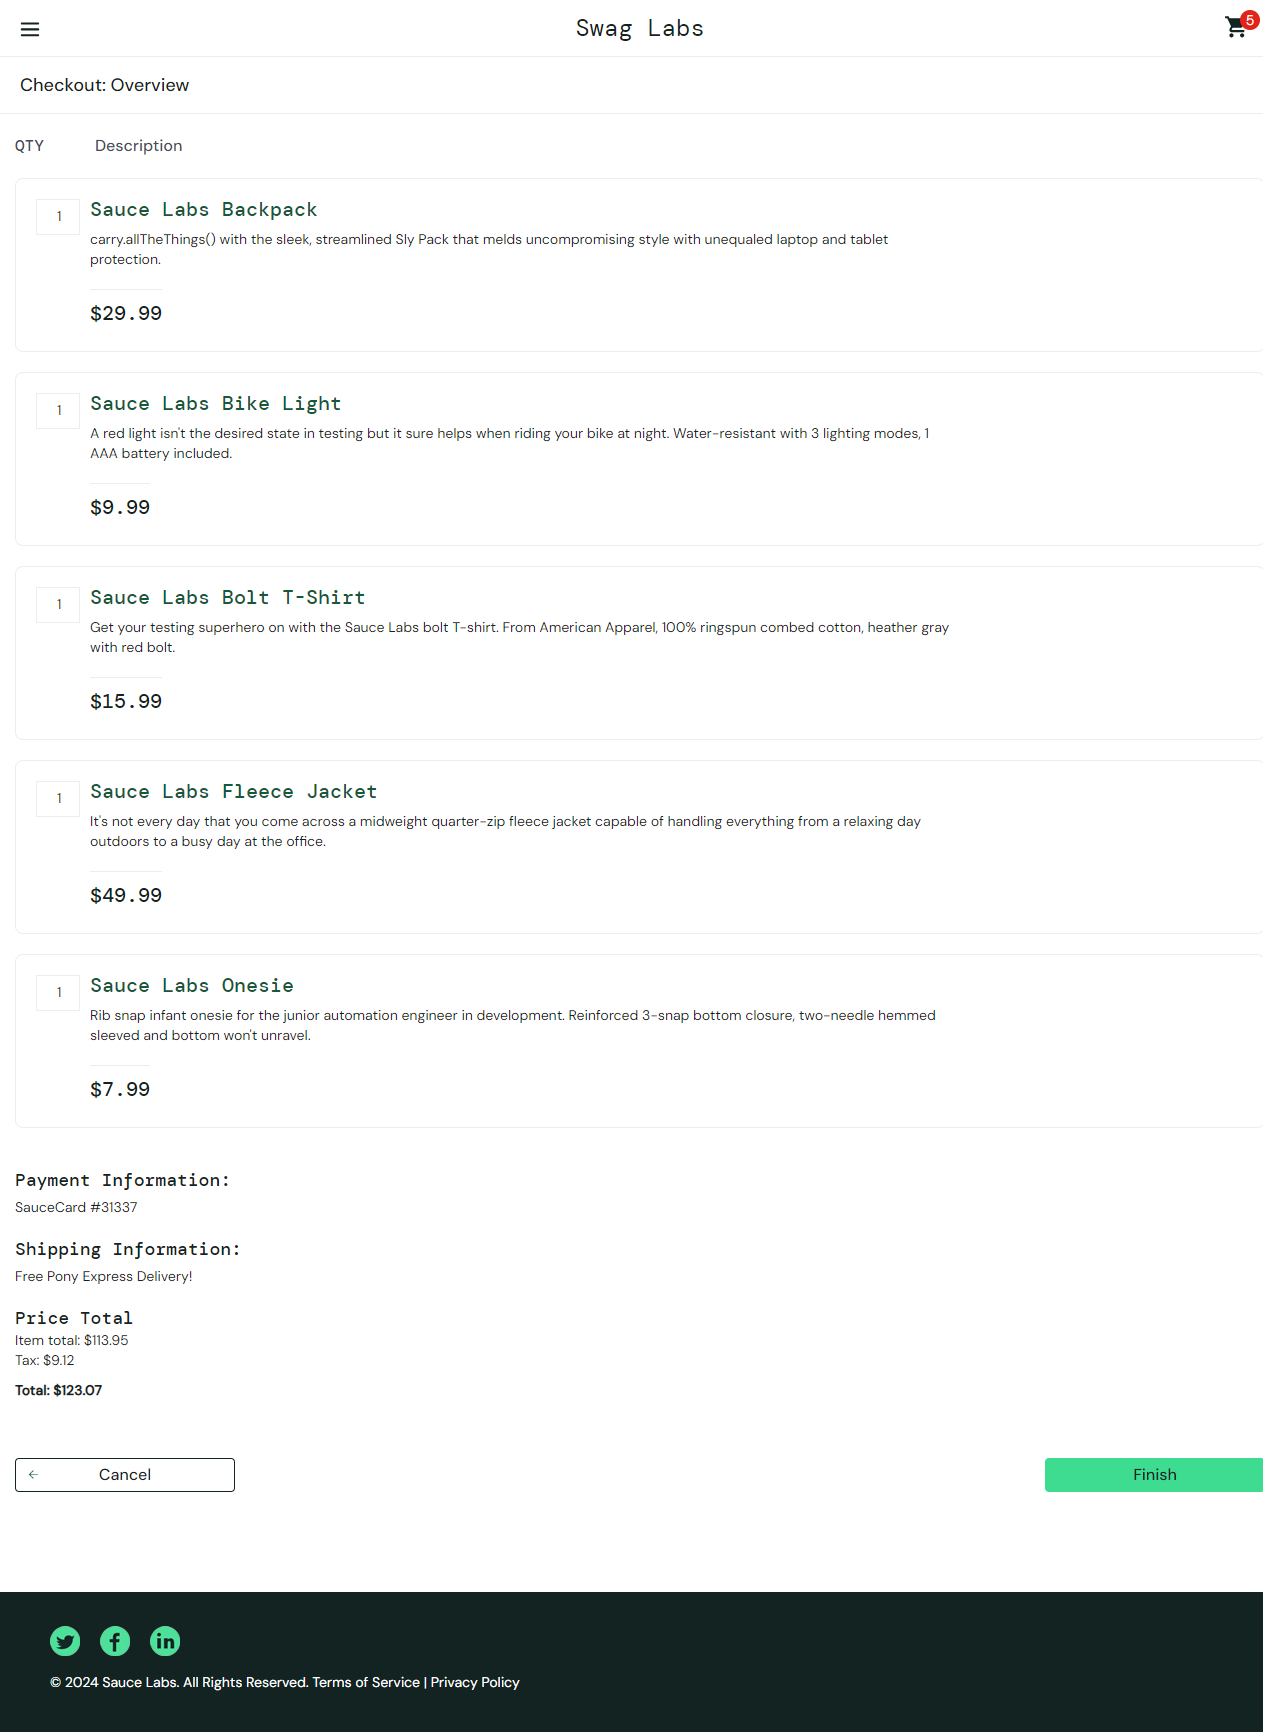 Swag Labs
5
Checkout: Overview
QTY Description
1
Sauce Labs Backpack
carry.allTheThings() with the sleek, streamlined Sly Pack that melds uncompromising style with unequaled laptop and tablet
protection.
$29.99
1
Sauce Labs Bike Light
A red light isn't the desired state in testing but it sure helps when riding your bike at night. Water-resistant with 3 lighting modes, 1
AAA battery included.
$9.99
1
Sauce Labs Bolt T-Shirt
Get your testing superhero on with the Sauce Labs bolt T-shirt. From American Apparel, 100% ringspun combed cotton, heather gray
with red bolt.
$15.99
1
Sauce Labs Fleece Jacket
It's not every day that you come across a midweight quarter-zip fleece jacket capable of handling everything from a relaxing day
outdoors to a busy day at the office.
$49.99
1
Sauce Labs Onesie
Rib snap infant onesie for the junior automation engineer in development. Reinforced 3-snap bottom closure, two-needle hemmed
sleeved and bottom won't unravel.
$7.99
Payment Information:
SauceCard #31337
Shipping Information:
Free Pony Express Delivery!
Price Total
Item total: $113.95
Tax: $9.12
Total: $123.07
Cancel
Finish
© 2024 Sauce Labs. All Rights Reserved. Terms of Service | Privacy Policy